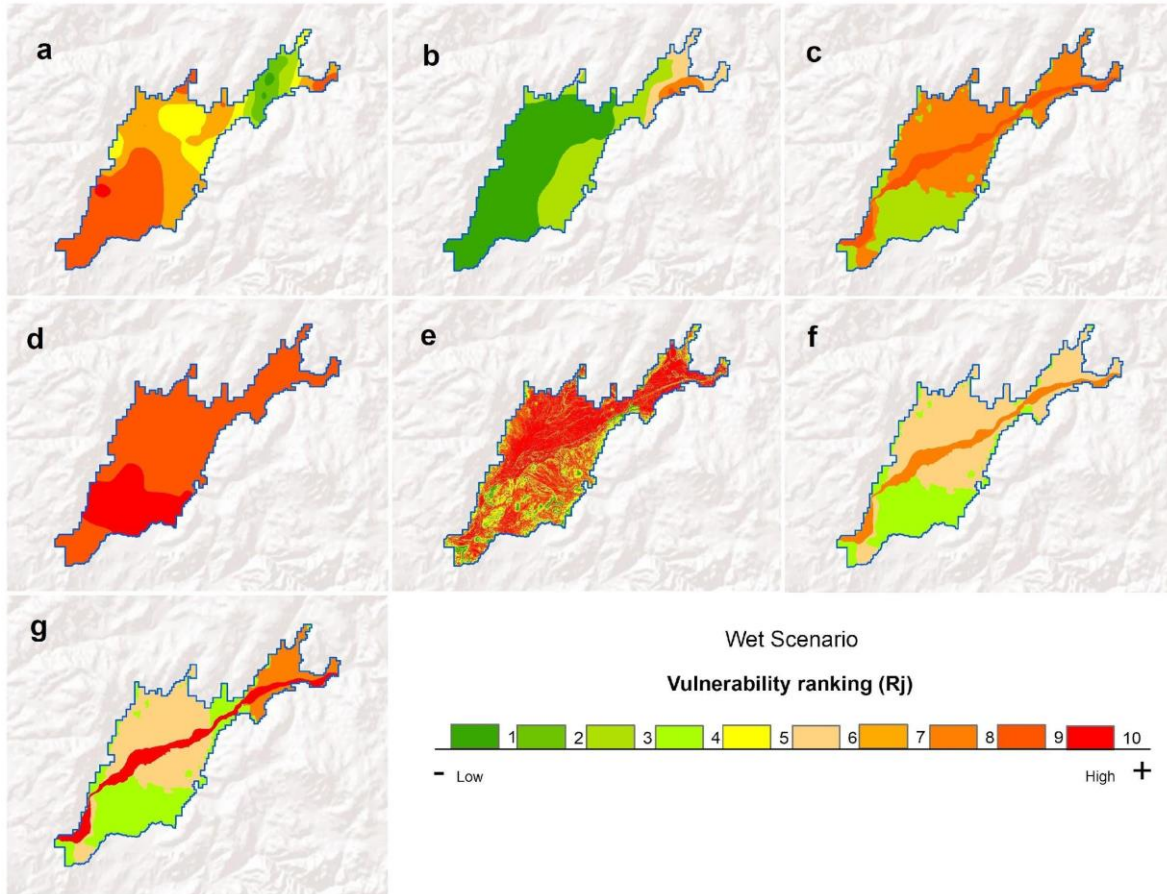 a
b
c
d
e
f
g
Wet Scenario
Vulnerability ranking (Rj)
1 2 3 4 5 6 7 8 9 10
- Low High +